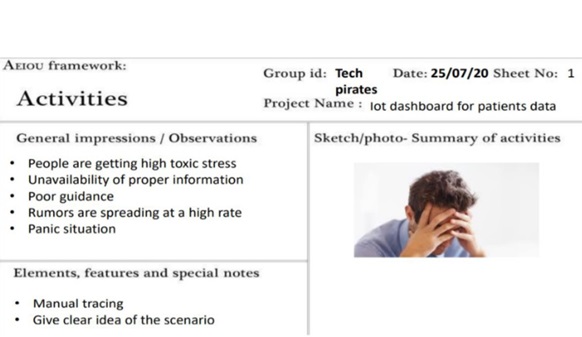 AEIOU framework:
Group id: Tech pirates
Date: 25/07/20 Sheet No: 1
Activities
Project Name : Iot dashboard for patients data
General impressions / Observations
• People are getting high toxic stress
• Unavailability of proper information
• Poor guidance
• Rumors are spreading at a high rate
• Panic situation
Sketch/photo- Summary of activities
Elements, features and special notes
• Manual tracing
• Give clear idea of the scenario